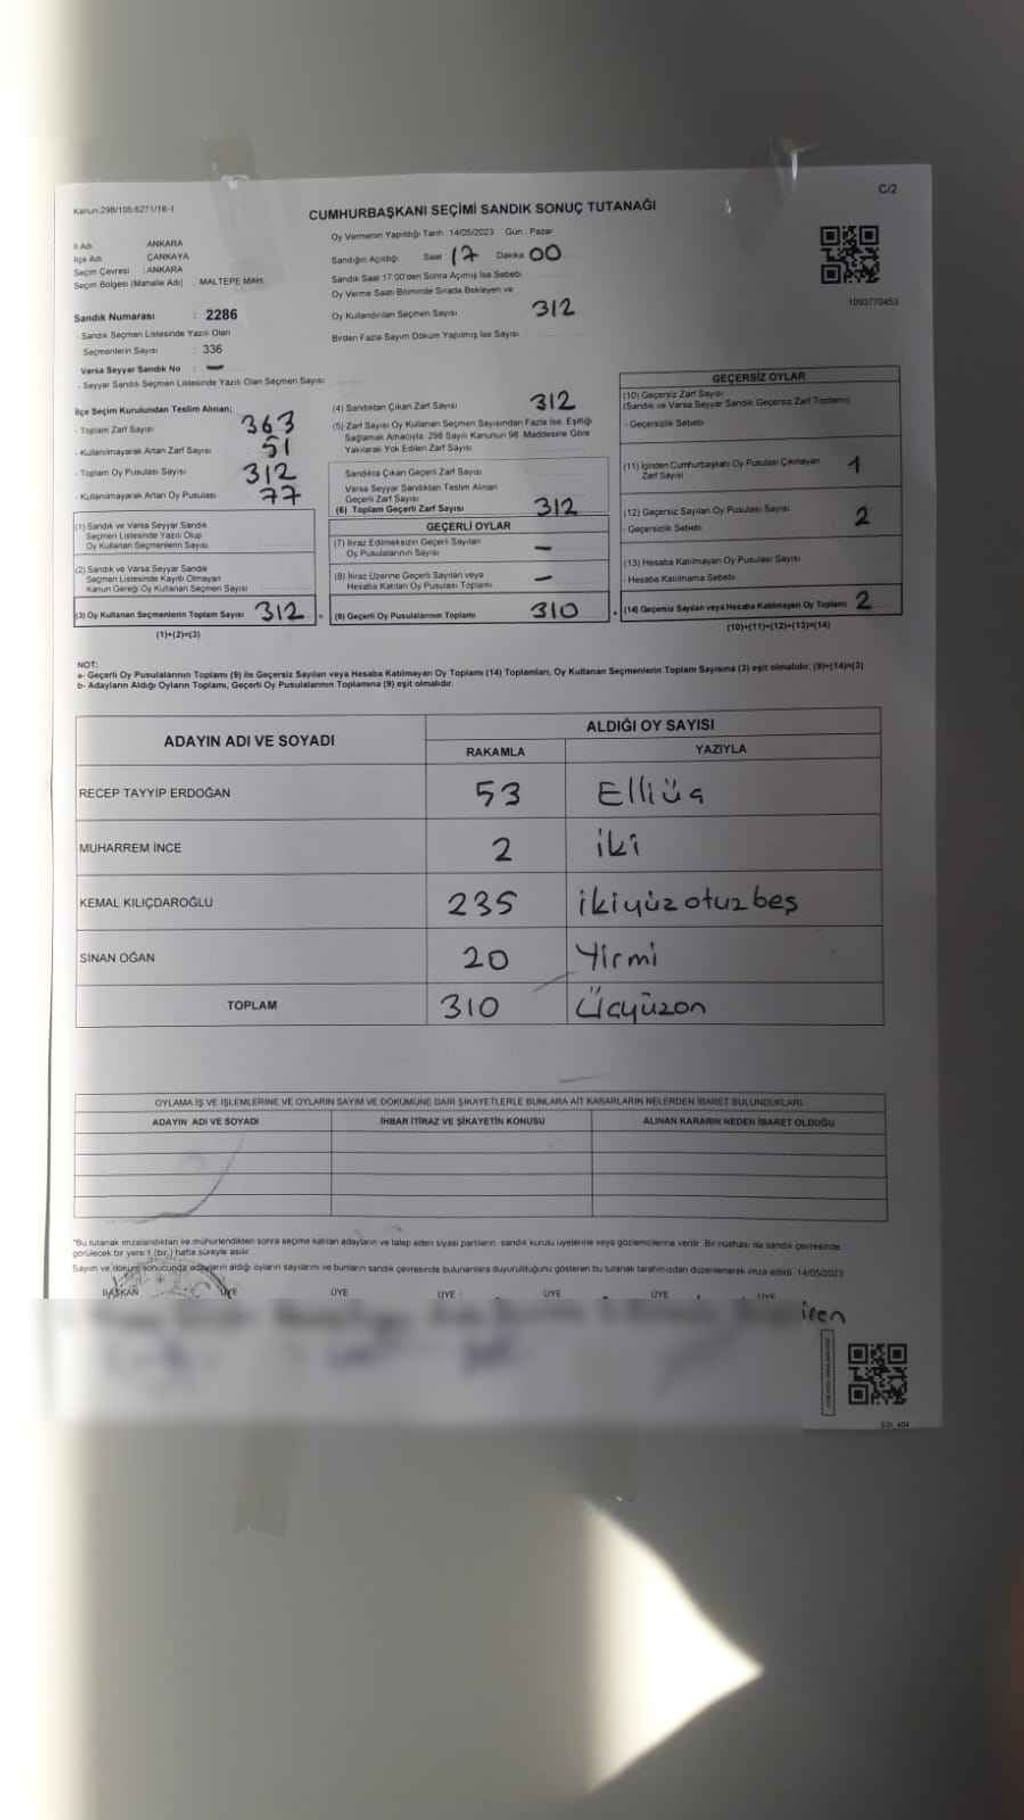 C/2
Kanun:298/105-6271/16-1
CUMHURBAŞKANI SEÇİMİ SANDIK SONUÇ TUTANAĞI
Oy Vermenin Yapıldığı Tarih: 14/05/2023 Gün: Pazar
İl Adı ANKARA
İlçe Adı ÇANKAYA
Seçim Çevresi : ANKARA
Seçim Bölgesi (Mahalle Adı) : MALTEPE MAH.
Sandığın Açıldığı Saat 17 Dakika 00
Sandık Saat 17:00'den Sonra Açılmış İse Sebebi
Oy Verme Saati Bitiminde Sırada Bekleyen ve
Oy Kullandırılan Seçmen Sayısı 312
Birden Fazla Sayım Döküm Yapılmış İse Sayısı
1093770453
Sandık Numarası : 2286
Sandık Seçmen Listesinde Yazılı Olan
Seçmenlerin Sayısı : 336
Varsa Seyyar Sandık No : —
- Seyyar Sandık Seçmen Listesinde Yazılı Olan Seçmen Sayısı
İlçe Seçim Kurulundan Teslim Alınan;
- Toplam Zarf Sayısı 363
- Kullanılmayarak Artan Zarf Sayısı 51
- Toplam Oy Pusulası Sayısı 312
- Kullanılmayarak Artan Oy Pusulası 77
(1) Sandık ve Varsa Seyyar Sandık
Seçmen Listesinde Yazılı Olup
Oy Kullanan Seçmenlerin Sayısı
(2) Sandık ve Varsa Seyyar Sandık
Seçmen Listesinde Kayıtlı Olmayan
Kanun Gereği Oy Kullanan Seçmen Sayısı
(3) Oy Kullanan Seçmenlerin Toplam Sayısı 312
(1)+(2)=(3)
(4) Sandıktan Çıkan Zarf Sayısı 312
(5) Zarf Sayısı Oy Kullanan Seçmen Sayısından Fazla İse, Eşitliği
Sağlamak Amacıyla 298 Sayılı Kanunun 98. Maddesine Göre
Yakılarak Yok Edilen Zarf Sayısı
Sandıkta Çıkan Geçerli Zarf Sayısı
Varsa Seyyar Sandıktan Teslim Alınan
Geçerli Zarf Sayısı
(6) Toplam Geçerli Zarf Sayısı 312
GEÇERLİ OYLAR
(7) İtiraz Edilmeksizin Geçerli Sayılan
Oy Pusulalarının Sayısı —
(8) İtiraz Üzerine Geçerli Sayılan veya
Hesaba Katılan Oy Pusulası Toplamı —
(9) Geçerli Oy Pusulalarının Toplamı 310
GEÇERSİZ OYLAR
(10) Geçersiz Zarf Sayısı
(Sandık ve Varsa Seyyar Sandık Geçersiz Zarf Toplamı)
- Geçersizlik Sebebi
(11) İçinden Cumhurbaşkanı Oy Pusulası Çıkmayan
Zarf Sayısı 1
(12) Geçersiz Sayılan Oy Pusulası Sayısı 2
- Geçersizlik Sebebi
(13) Hesaba Katılmayan Oy Pusulası Sayısı
- Hesaba Katılmama Sebebi
(14) Geçersiz Sayılan veya Hesaba Katılmayan Oy Toplamı 2
(10)+(11)+(12)+(13)=(14)
NOT:
a- Geçerli Oy Pusulalarının Toplamı (9) ile Geçersiz Sayılan veya Hesaba Katılmayan Oy Toplamı (14) Toplamları, Oy Kullanan Seçmenlerin Toplam Sayısına (3) eşit olmalıdır. (9)+(14)=(3)
b- Adayların Aldığı Oyların Toplamı, Geçerli Oy Pusulalarının Toplamına (9) eşit olmalıdır.
ADAYIN ADI VE SOYADI ALDIĞI OY SAYISI
RAKAMLA YAZIYLA
RECEP TAYYİP ERDOĞAN 53 Elliüç
MUHARREM İNCE 2 iki
KEMAL KILIÇDAROĞLU 235 ikiyüzotuzbeş
SİNAN OĞAN 20 Yirmi
TOPLAM 310 Üçyüzon
OYLAMA İŞ VE İŞLEMLERİNE VE OYLARIN SAYIM VE DÖKÜMÜNE DAİR ŞİKAYETLERLE BUNLARA AİT KARARLARIN NELERDEN İBARET BULUNDUKLARI
ADAYIN ADI VE SOYADI İHBAR İTİRAZ VE ŞİKAYETİN KONUSU ALINAN KARARIN NEDEN İBARET OLDUĞU
*Bu tutanak imzalandıktan ve mühürlendikten sonra seçime katılan adayların ve talep eden siyasi partilerin, sandık kurulu üyelerine veya gözlemcilerine verilir. Bir nüshası da sandık çevresinde
görülecek bir yere 1 (bir) hafta süreyle asılır.
Sayım ve döküm sonucunda adayların aldığı oyların sayılarını ve bunların sandık çevresinde bulunanlara duyurulduğunu gösteren bu tutanak tarafımızdan düzenlenerek imza edildi. 14/05/2023
BAŞKAN ÜYE ÜYE ÜYE ÜYE ÜYE ÜYE